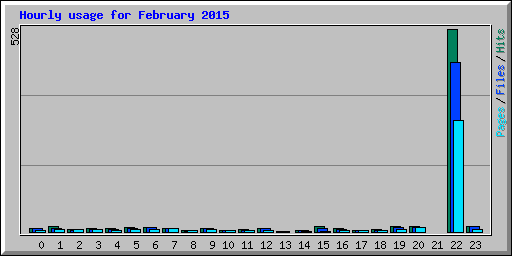 Hourly usage for February 2015
528
Pages/Files/Hits
0 1 2 3 4 5 6 7 8 9 10 11 12 13 14 15 16 17 18 19 20 21 22 23